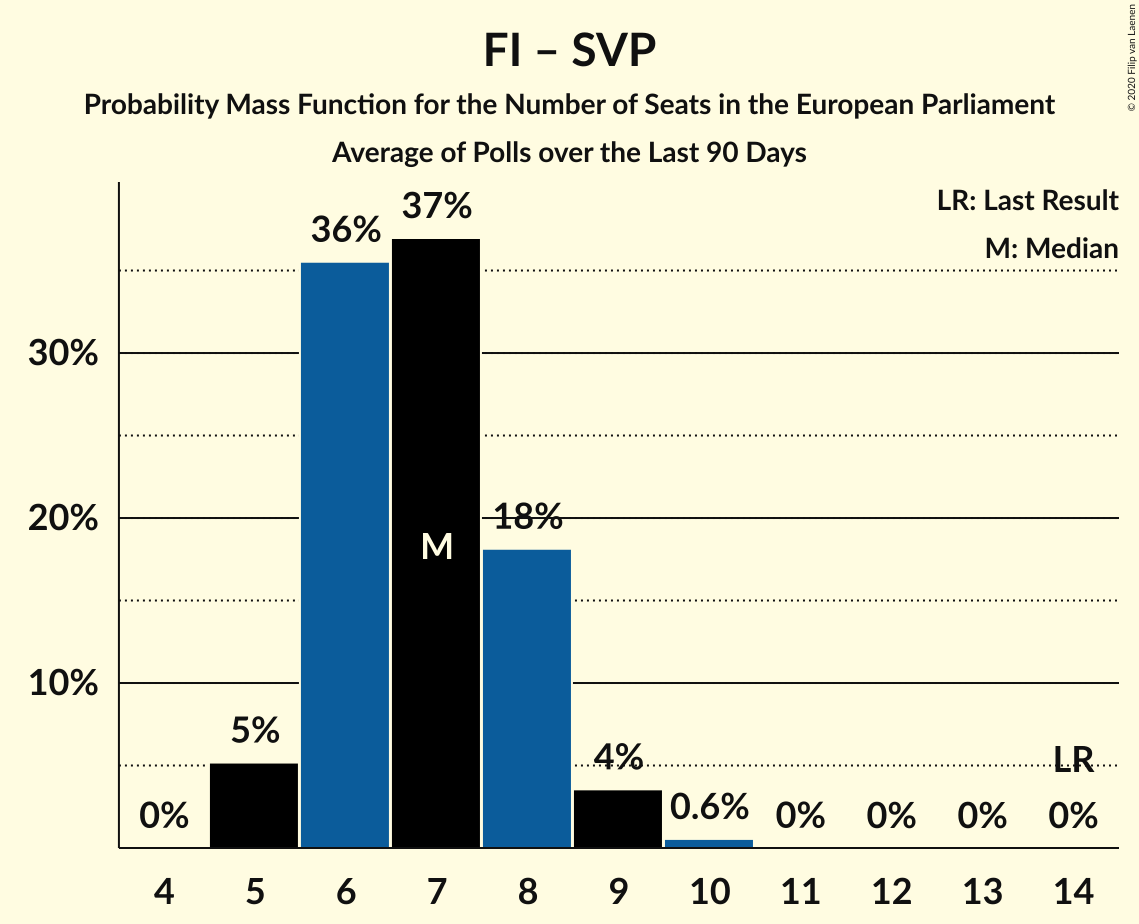 FI – SVP
Probability Mass Function for the Number of Seats in the European Parliament
Average of Polls over the Last 90 Days
© 2020 Filip van Laenen
LR: Last Result
M: Median
30%
20%
10%
0%
5%
36%
37%
M
18%
4%
0.6%
0%
0%
0%
LR
0%
4 5 6 7 8 9 10 11 12 13 14